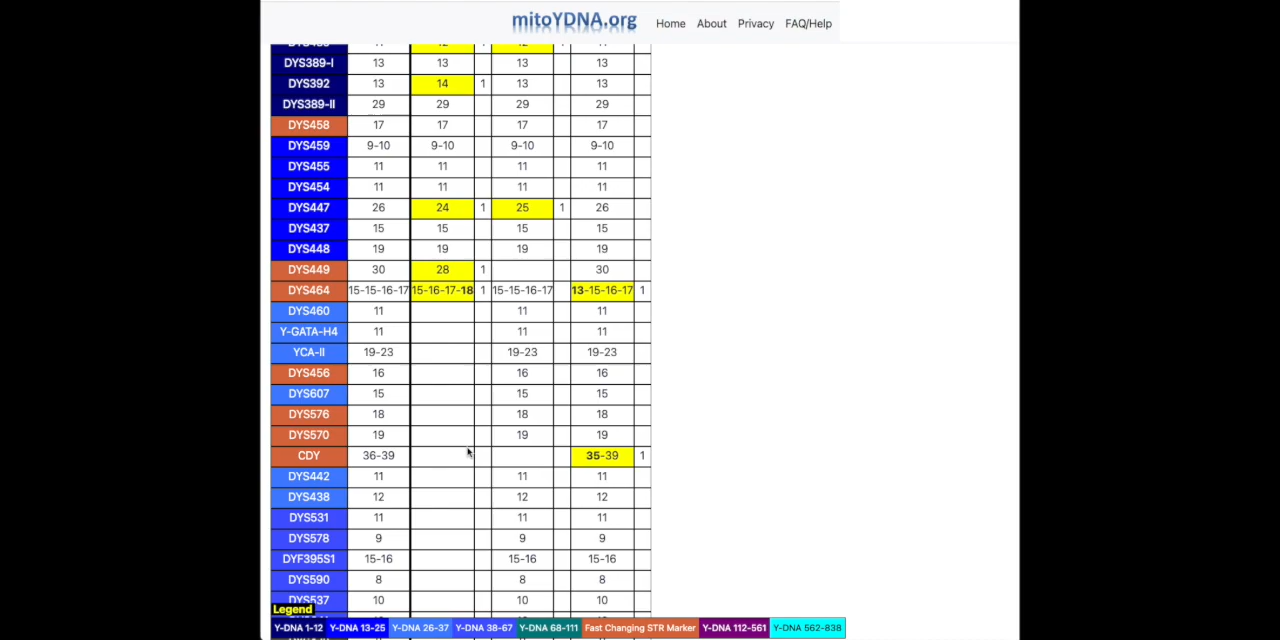 mitoYDNA.org Home About Privacy FAQ/Help
DYS389-I 13 13 13 13
DYS392 13 14 1 13 13
DYS389-II 29 29 29 29
DYS458 17 17 17 17
DYS459 9-10 9-10 9-10 9-10
DYS455 11 11 11 11
DYS454 11 11 11 11
DYS447 26 24 1 25 1 26
DYS437 15 15 15 15
DYS448 19 19 19 19
DYS449 30 28 1 30
DYS464 15-15-16-17 15-16-17-18 1 15-15-16-17 13-15-16-17 1
DYS460 11 11 11
Y-GATA-H4 11 11 11
YCA-II 19-23 19-23 19-23
DYS456 16 16 16
DYS607 15 15 15
DYS576 18 18 18
DYS570 19 19 19
CDY 36-39 35-39 1
DYS442 11 11 11
DYS438 12 12 12
DYS531 11 11 11
DYS578 9 9 9
DYF395S1 15-16 15-16 15-16
DYS590 8 8 8
DYS537 10 10 10
Legend
Y-DNA 1-12 Y-DNA 13-25 Y-DNA 26-37 Y-DNA 38-67 Y-DNA 68-111 Fast Changing STR Marker Y-DNA 112-561 Y-DNA 562-838